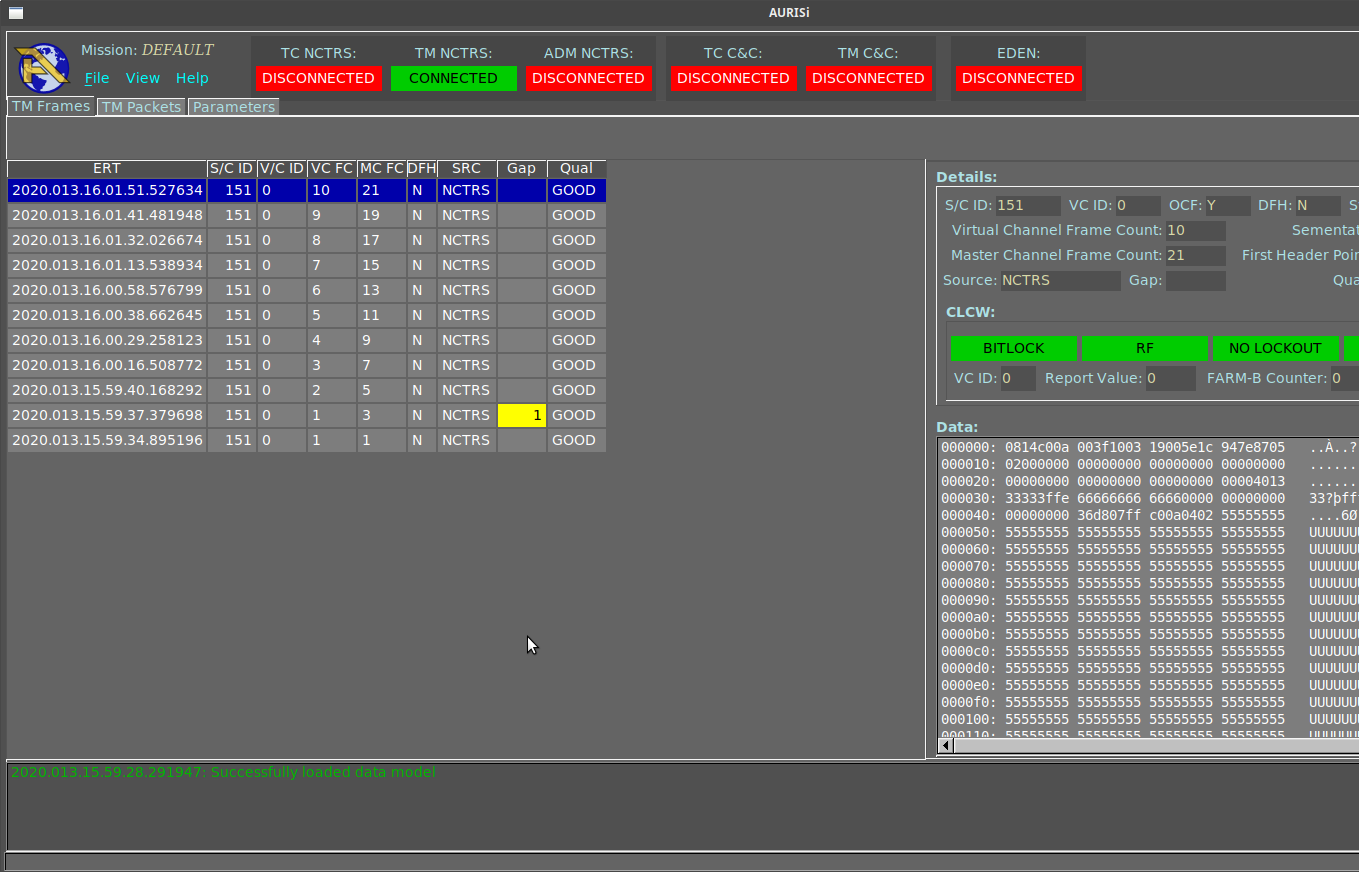 AURISi
Mission: DEFAULT
File View Help
TC NCTRS: TM NCTRS: ADM NCTRS: TC C&C: TM C&C: EDEN:
DISCONNECTED CONNECTED DISCONNECTED DISCONNECTED DISCONNECTED DISCONNECTED
TM Frames TM Packets Parameters
ERT S/C ID V/C ID VC FC MC FC DFH SRC Gap Qual
2020.013.16.01.51.527634 151 0 10 21 N NCTRS GOOD
2020.013.16.01.41.481948 151 0 9 19 N NCTRS GOOD
2020.013.16.01.32.026674 151 0 8 17 N NCTRS GOOD
2020.013.16.01.13.538934 151 0 7 15 N NCTRS GOOD
2020.013.16.00.58.576799 151 0 6 13 N NCTRS GOOD
2020.013.16.00.38.662645 151 0 5 11 N NCTRS GOOD
2020.013.16.00.29.258123 151 0 4 9 N NCTRS GOOD
2020.013.16.00.16.508772 151 0 3 7 N NCTRS GOOD
2020.013.15.59.40.168292 151 0 2 5 N NCTRS GOOD
2020.013.15.59.37.379698 151 0 1 3 N NCTRS 1 GOOD
2020.013.15.59.34.895196 151 0 1 1 N NCTRS GOOD
Details:
S/C ID: 151 VC ID: 0 OCF: Y DFH: N S
Virtual Channel Frame Count: 10 Sementat
Master Channel Frame Count: 21 First Header Poin
Source: NCTRS Gap: Qua
CLCW:
BITLOCK RF NO LOCKOUT
VC ID: 0 Report Value: 0 FARM-B Counter: 0
Data:
000000: 0814c00a 003f1003 19005e1c 947e8705 ..À..?
000010: 02000000 00000000 00000000 00000000 ......
000020: 00000000 00000000 00000000 00004013 ......
000030: 33333ffe 66666666 66660000 00000000 33?þff
000040: 00000000 36d807ff c00a0402 55555555 ....6Ø
000050: 55555555 55555555 55555555 55555555 UUUUUU
000060: 55555555 55555555 55555555 55555555 UUUUUU
000070: 55555555 55555555 55555555 55555555 UUUUUU
000080: 55555555 55555555 55555555 55555555 UUUUUU
000090: 55555555 55555555 55555555 55555555 UUUUUU
0000a0: 55555555 55555555 55555555 55555555 UUUUUU
0000b0: 55555555 55555555 55555555 55555555 UUUUUU
0000c0: 55555555 55555555 55555555 55555555 UUUUUU
0000d0: 55555555 55555555 55555555 55555555 UUUUUU
0000e0: 55555555 55555555 55555555 55555555 UUUUUU
0000f0: 55555555 55555555 55555555 55555555 UUUUUU
000100: 55555555 55555555 55555555 55555555 UUUUUU
000110: 55555555 55555555 55555555 55555555 UUUUUU
2020.013.15.59.28.291947: Successfully loaded data model